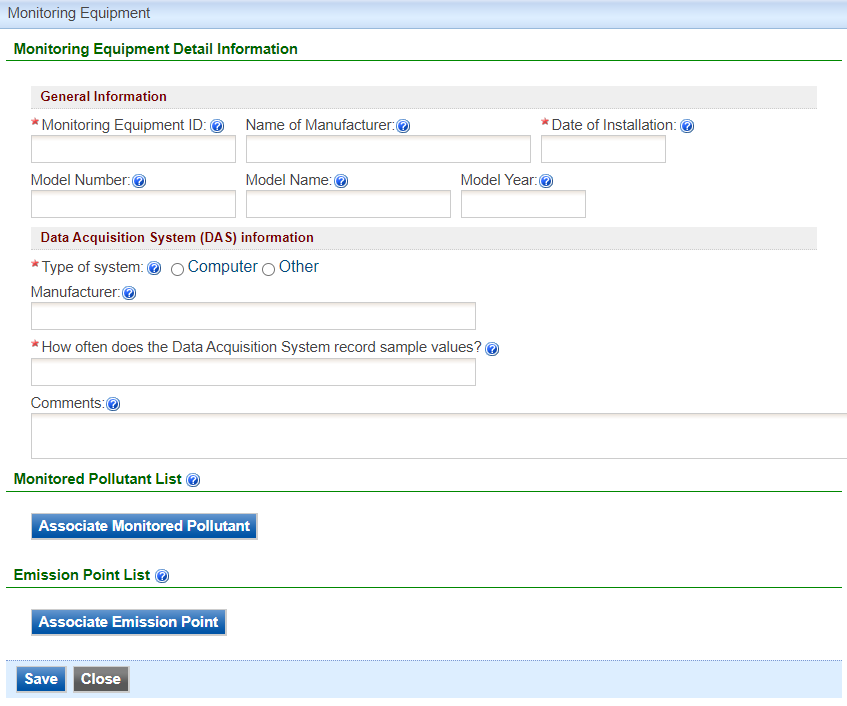 Monitoring Equipment
Monitoring Equipment Detail Information
General Information
* Monitoring Equipment ID: Name of Manufacturer: * Date of Installation:
Model Number: Model Name: Model Year:
Data Acquisition System (DAS) information
* Type of system: Computer Other
Manufacturer:
* How often does the Data Acquisition System record sample values?
Comments:
Monitored Pollutant List
Associate Monitored Pollutant
Emission Point List
Associate Emission Point
Save Close